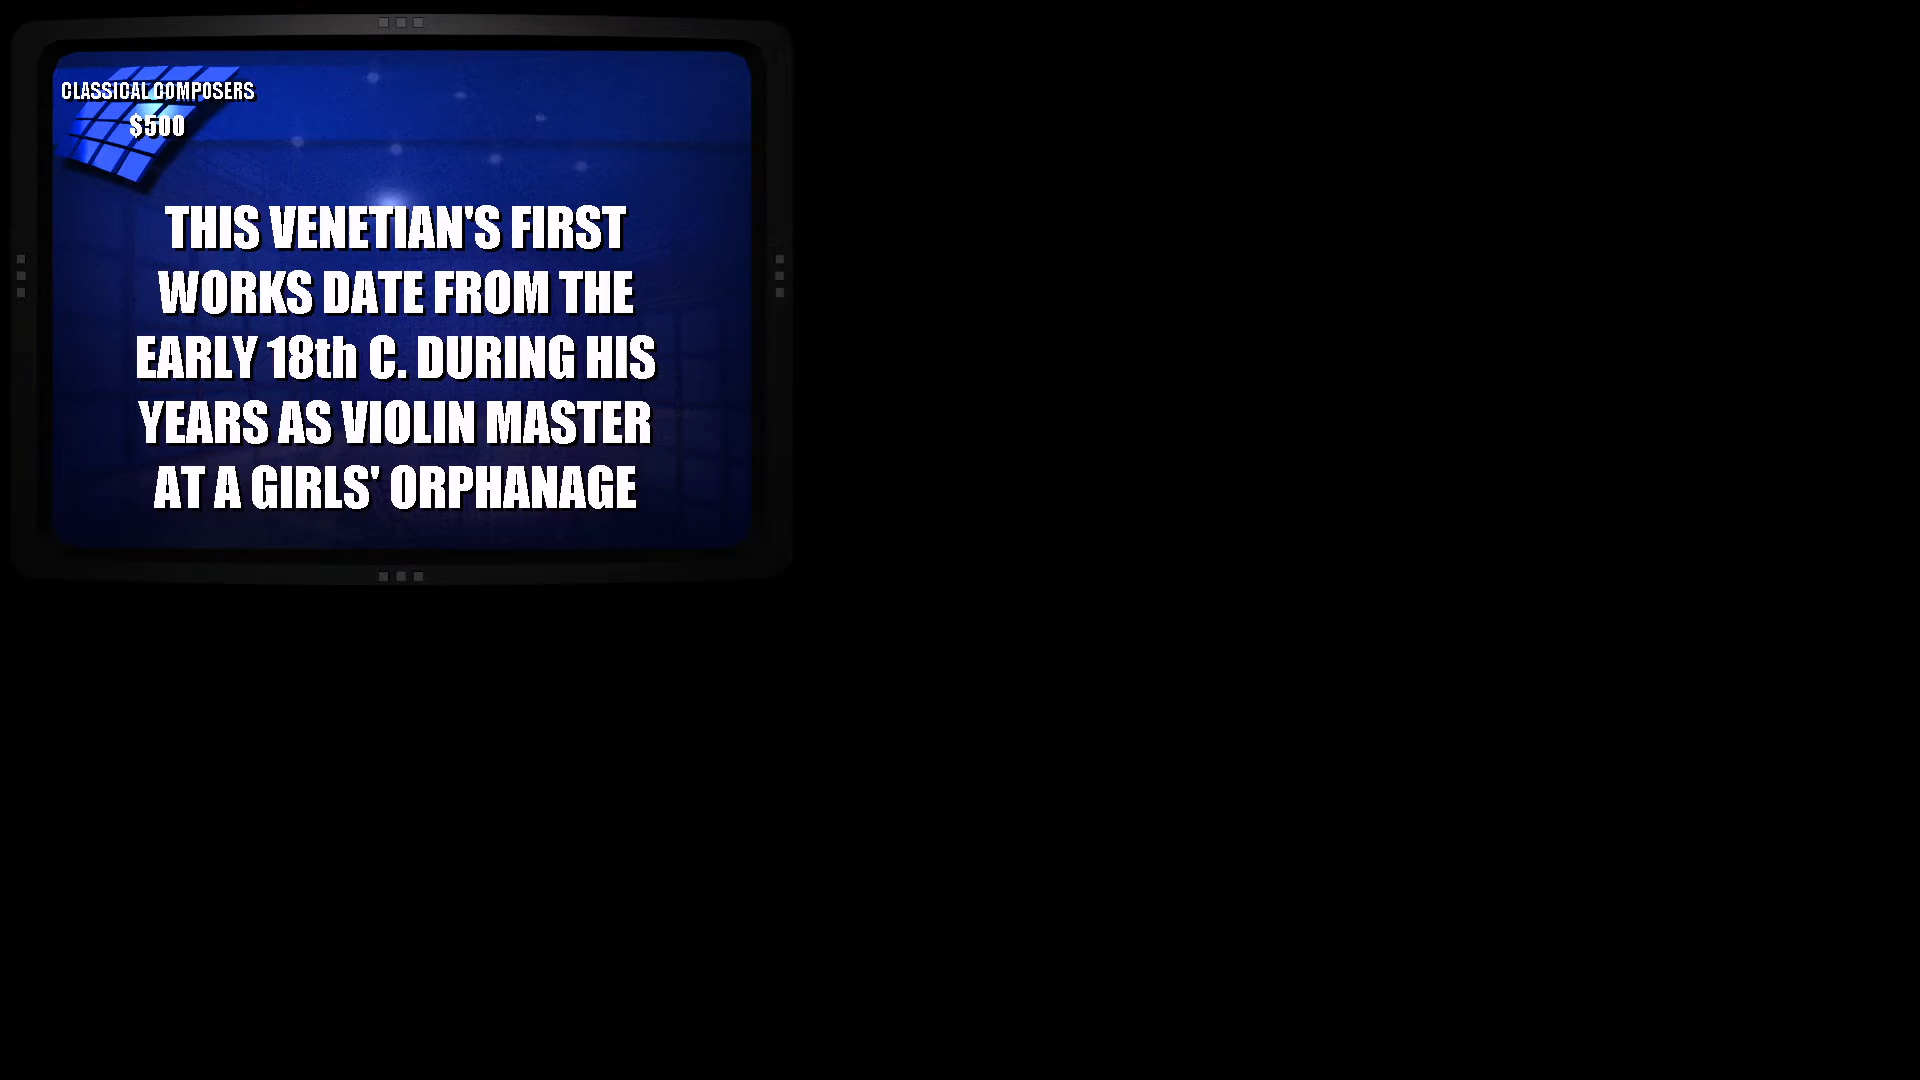 CLASSICAL COMPOSERS
$500
THIS VENETIAN'S FIRST
WORKS DATE FROM THE
EARLY 18th C. DURING HIS
YEARS AS VIOLIN MASTER
AT A GIRLS' ORPHANAGE